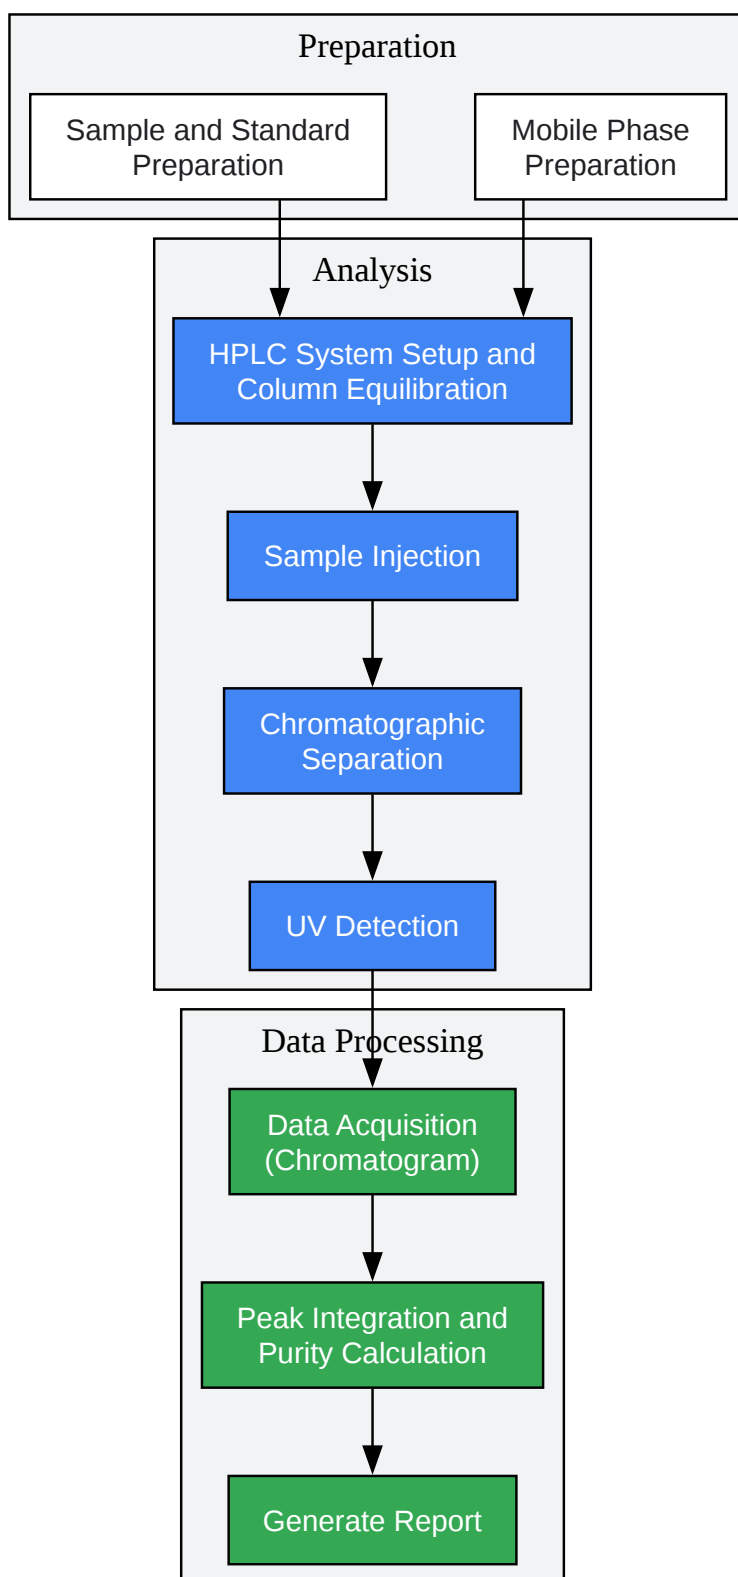 Preparation
Sample and Standard
Preparation
Mobile Phase
Preparation
Analysis
HPLC System Setup and
Column Equilibration
Sample Injection
Chromatographic
Separation
UV Detection
Data Processing
Data Acquisition
(Chromatogram)
Peak Integration and
Purity Calculation
Generate Report